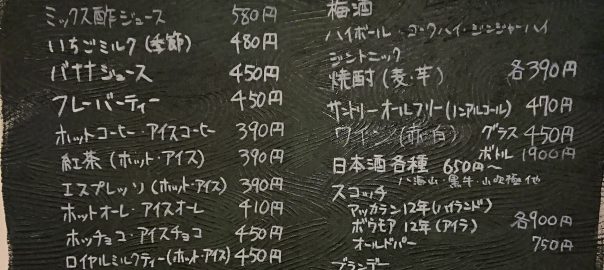 ミックス酢ジュース 580円
いちごミルク(季節) 480円
バナナジュース 450円
フレーバーティー 450円
ホットコーヒー・アイスコーヒー 390円
紅茶(ホット・アイス) 390円
エスプレッソ(ホット・アイス) 390円
ホットオーレ・アイスオーレ 410円
ホッチョコ・アイスチョコ 450円
ロイヤルミルクティー(ホット・アイス) 450円
梅酒
ハイボール・コークハイ・ジンジャーハイ
ジントニック
焼酎(麦・芋) 各390円
サントリーオールフリー(ノンアルコール) 470円
ワイン(赤・白) グラス 450円
ボトル 1900円
日本酒各種 650円〜
八海山・黒牛・山吹極 他
スコッチ
マッカラン12年(ハイランド)
ボウモア12年(アイラ) 各900円
オールドパー 750円
ブランデー